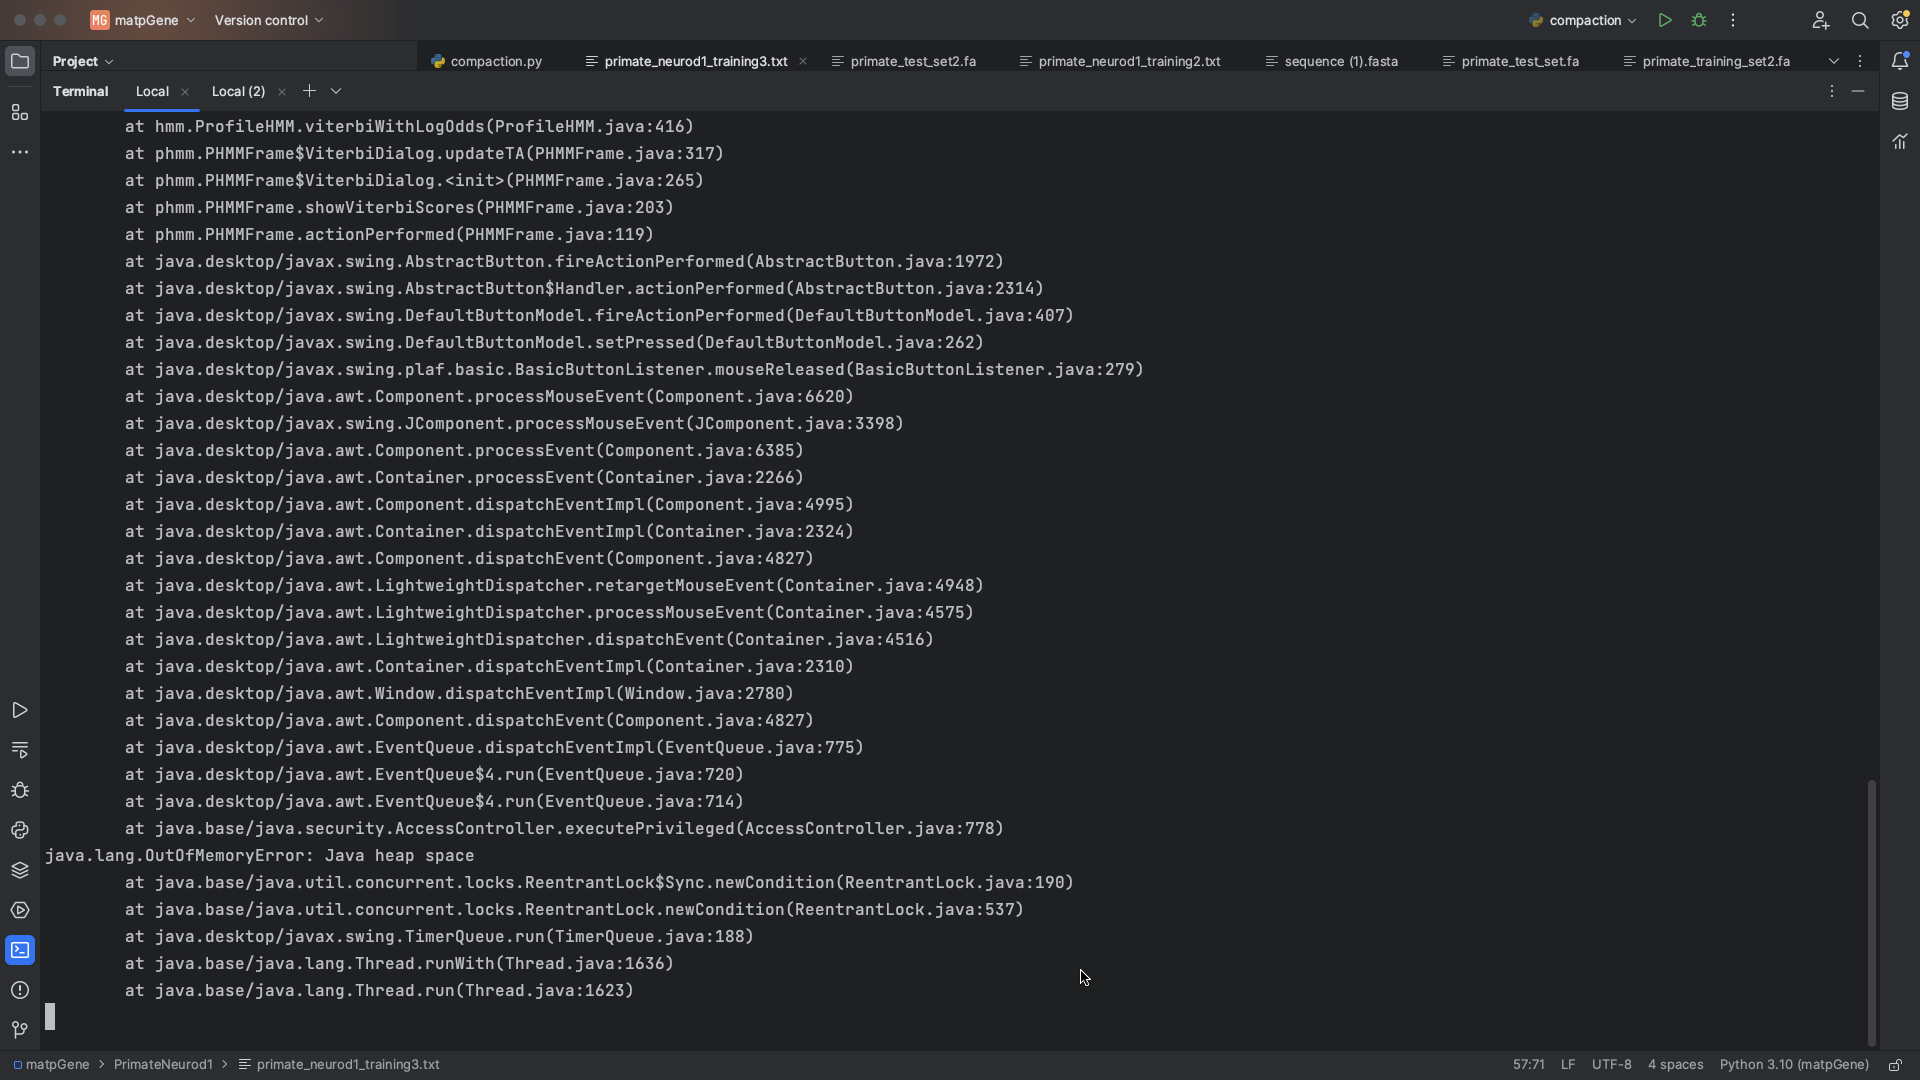 MG matpGene Version control compaction
Project compaction.py primate_neurod1_training3.txt primate_test_set2.fa primate_neurod1_training2.txt sequence (1).fasta primate_test_set.fa primate_training_set2.fa
Terminal Local Local (2)
at hmm.ProfileHMM.viterbiWithLogOdds(ProfileHMM.java:416)
at phmm.PHMMFrame$ViterbiDialog.updateTA(PHMMFrame.java:317)
at phmm.PHMMFrame$ViterbiDialog.<init>(PHMMFrame.java:265)
at phmm.PHMMFrame.showViterbiScores(PHMMFrame.java:203)
at phmm.PHMMFrame.actionPerformed(PHMMFrame.java:119)
at java.desktop/javax.swing.AbstractButton.fireActionPerformed(AbstractButton.java:1972)
at java.desktop/javax.swing.AbstractButton$Handler.actionPerformed(AbstractButton.java:2314)
at java.desktop/javax.swing.DefaultButtonModel.fireActionPerformed(DefaultButtonModel.java:407)
at java.desktop/javax.swing.DefaultButtonModel.setPressed(DefaultButtonModel.java:262)
at java.desktop/javax.swing.plaf.basic.BasicButtonListener.mouseReleased(BasicButtonListener.java:279)
at java.desktop/java.awt.Component.processMouseEvent(Component.java:6620)
at java.desktop/javax.swing.JComponent.processMouseEvent(JComponent.java:3398)
at java.desktop/java.awt.Component.processEvent(Component.java:6385)
at java.desktop/java.awt.Container.processEvent(Container.java:2266)
at java.desktop/java.awt.Component.dispatchEventImpl(Component.java:4995)
at java.desktop/java.awt.Container.dispatchEventImpl(Container.java:2324)
at java.desktop/java.awt.Component.dispatchEvent(Component.java:4827)
at java.desktop/java.awt.LightweightDispatcher.retargetMouseEvent(Container.java:4948)
at java.desktop/java.awt.LightweightDispatcher.processMouseEvent(Container.java:4575)
at java.desktop/java.awt.LightweightDispatcher.dispatchEvent(Container.java:4516)
at java.desktop/java.awt.Container.dispatchEventImpl(Container.java:2310)
at java.desktop/java.awt.Window.dispatchEventImpl(Window.java:2780)
at java.desktop/java.awt.Component.dispatchEvent(Component.java:4827)
at java.desktop/java.awt.EventQueue.dispatchEventImpl(EventQueue.java:775)
at java.desktop/java.awt.EventQueue$4.run(EventQueue.java:720)
at java.desktop/java.awt.EventQueue$4.run(EventQueue.java:714)
at java.base/java.security.AccessController.executePrivileged(AccessController.java:778)
java.lang.OutOfMemoryError: Java heap space
at java.base/java.util.concurrent.locks.ReentrantLock$Sync.newCondition(ReentrantLock.java:190)
at java.base/java.util.concurrent.locks.ReentrantLock.newCondition(ReentrantLock.java:537)
at java.desktop/javax.swing.TimerQueue.run(TimerQueue.java:188)
at java.base/java.lang.Thread.runWith(Thread.java:1636)
at java.base/java.lang.Thread.run(Thread.java:1623)
matpGene > PrimateNeurod1 > primate_neurod1_training3.txt 57:71 LF UTF-8 4 spaces Python 3.10 (matpGene)